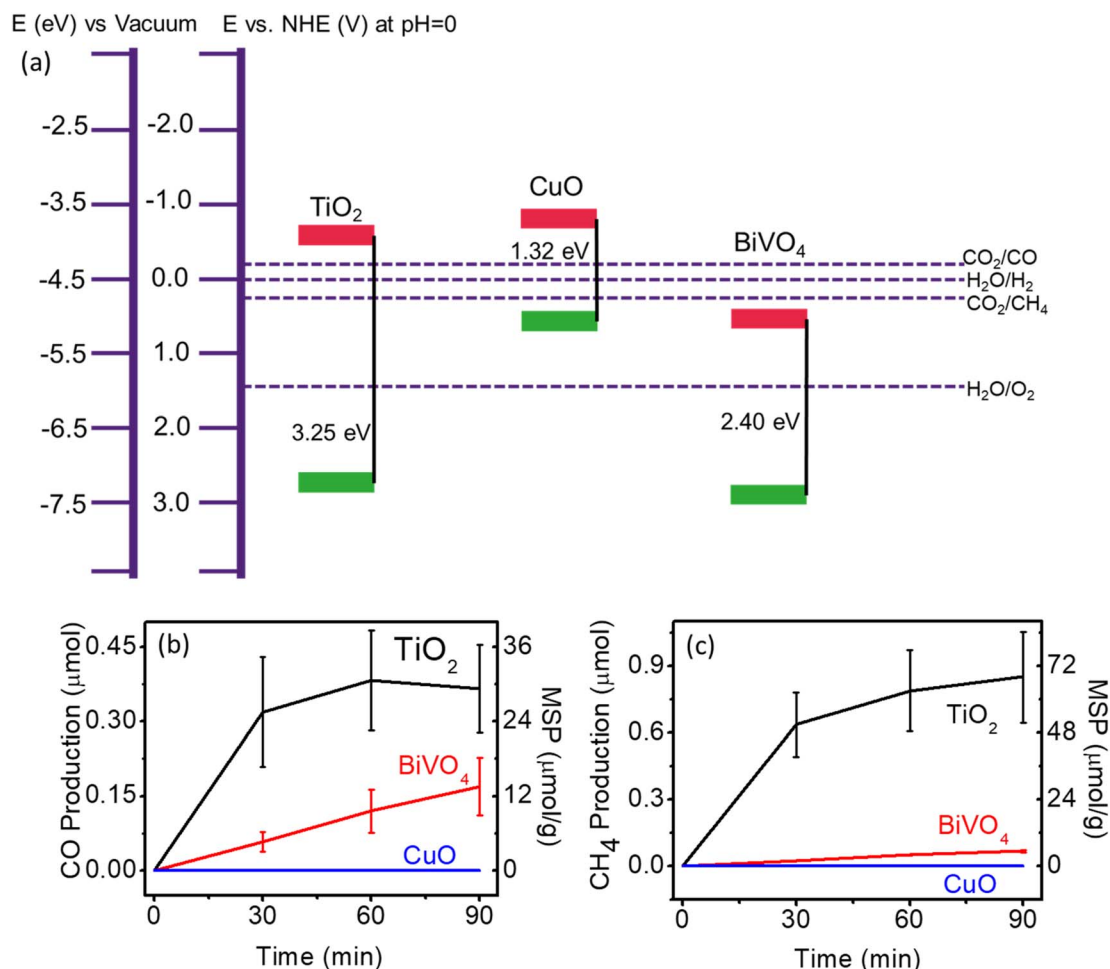 E (eV) vs Vacuum E vs. NHE (V) at pH=0
(a)
-2.5 -2.0
-3.5 -1.0
-4.5 0.0
-5.5 1.0
-6.5 2.0
-7.5 3.0
TiO₂
3.25 eV
CuO
1.32 eV
BiVO₄
2.40 eV
CO₂/CO
H₂O/H₂
CO₂/CH₄
H₂O/O₂
(b)
CO Production (μmol)
0.45
0.30
0.15
0.00
TiO₂
BiVO₄
CuO
36
24
12
0
MSP (μmol/g)
0 30 60 90
Time (min)
(c)
CH₄ Production (μmol)
0.9
0.6
0.3
0.0
TiO₂
BiVO₄
CuO
72
48
24
0
MSP (μmol/g)
0 30 60 90
Time (min)